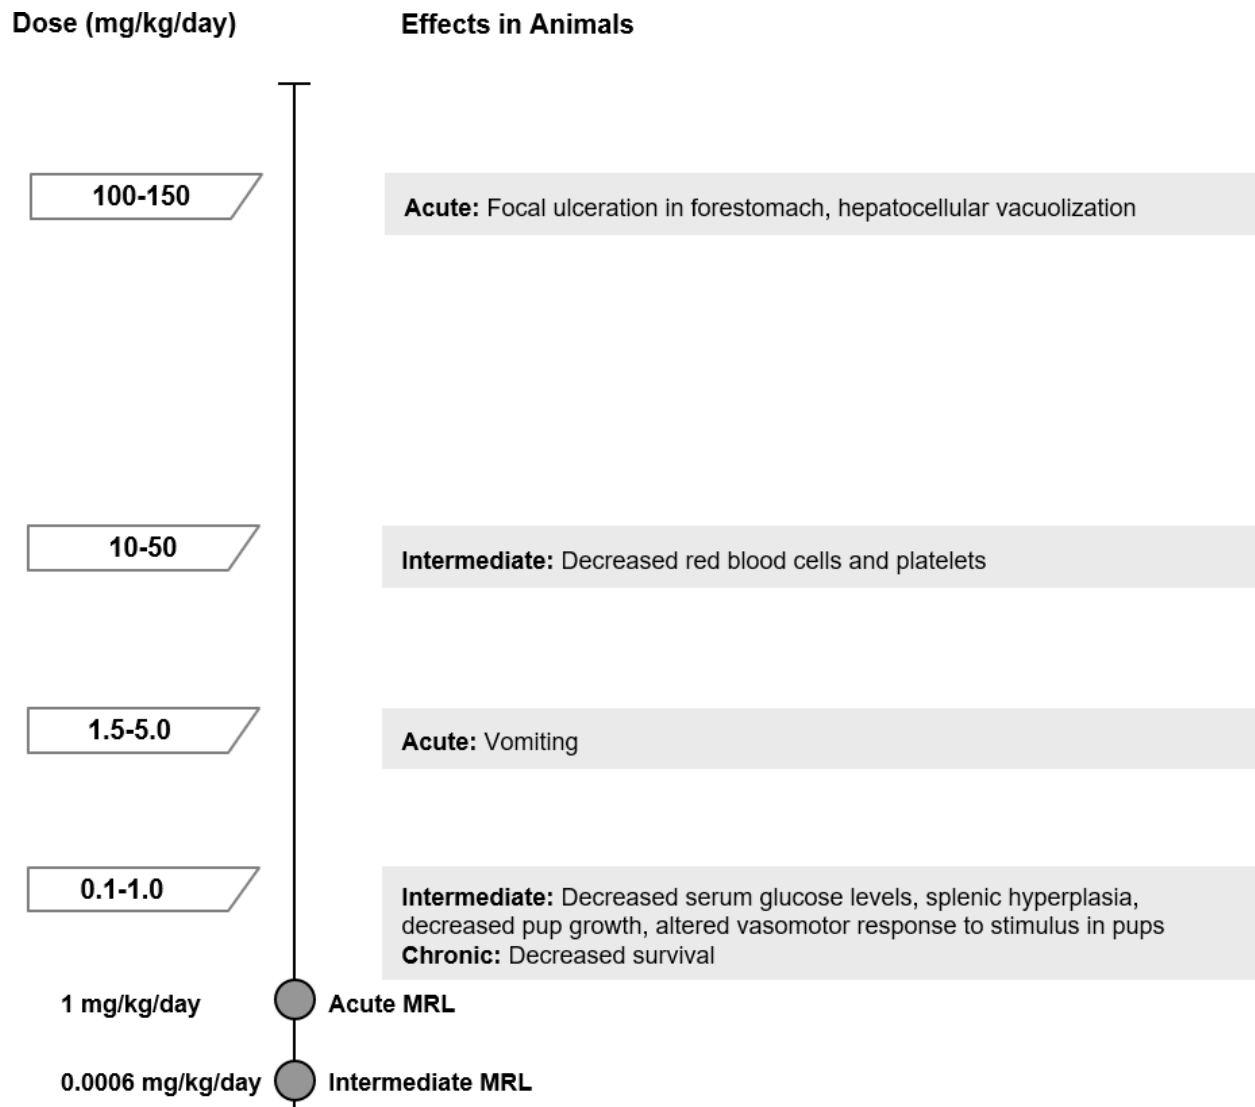 Dose (mg/kg/day) Effects in Animals
100-150 Acute: Focal ulceration in forestomach, hepatocellular vacuolization
10-50 Intermediate: Decreased red blood cells and platelets
1.5-5.0 Acute: Vomiting
0.1-1.0 Intermediate: Decreased serum glucose levels, splenic hyperplasia,
decreased pup growth, altered vasomotor response to stimulus in pups
Chronic: Decreased survival
1 mg/kg/day Acute MRL
0.0006 mg/kg/day Intermediate MRL